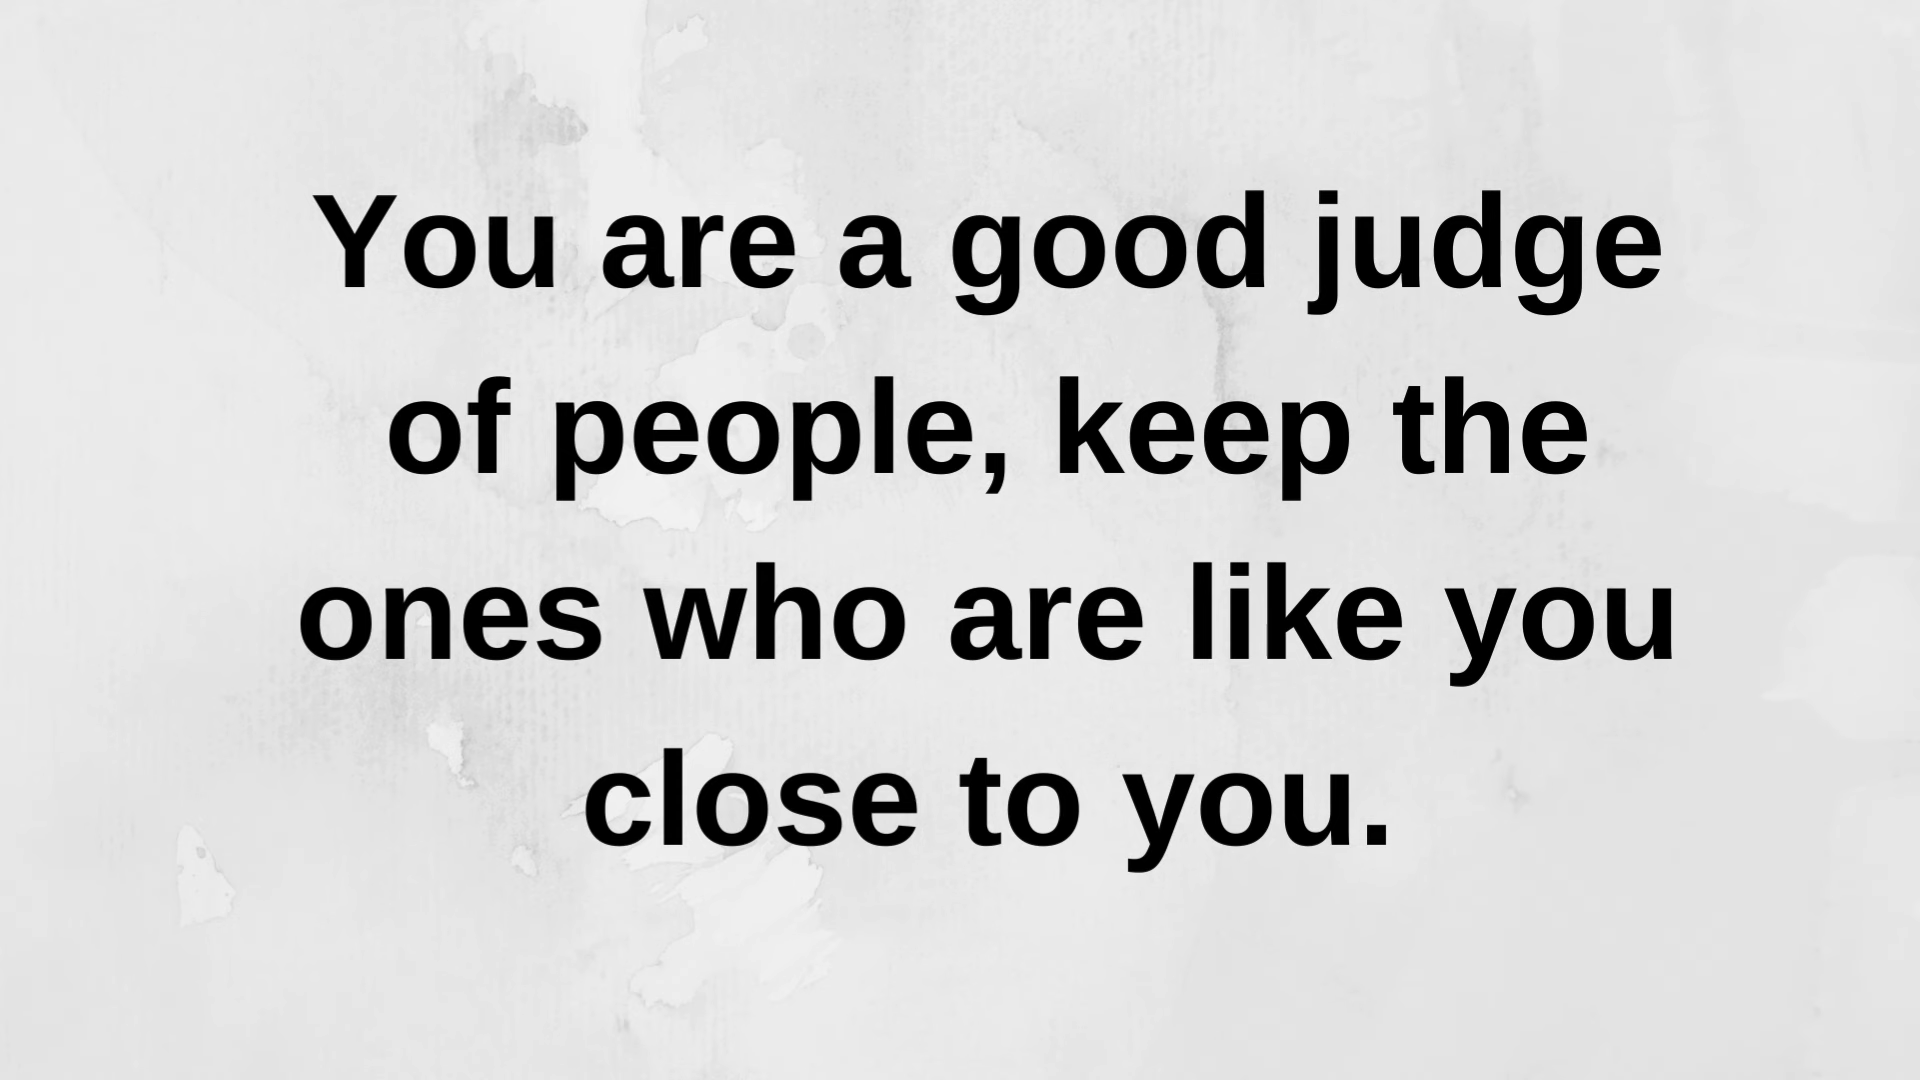 You are a good judge
of people, keep the
ones who are like you
close to you.